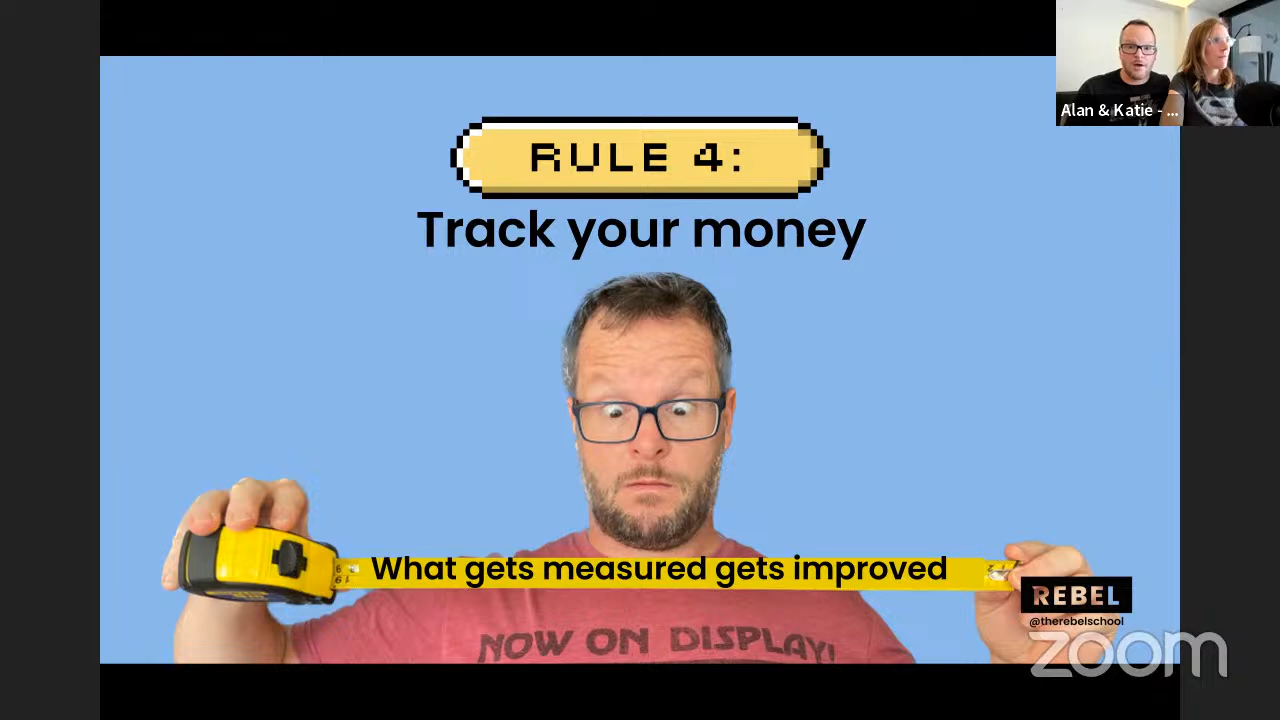 Alan & Katie - ...
RULE 4:
Track your money
What gets measured gets improved
REBEL
@therebelschool
NOW ON DISPLAY!
zoom